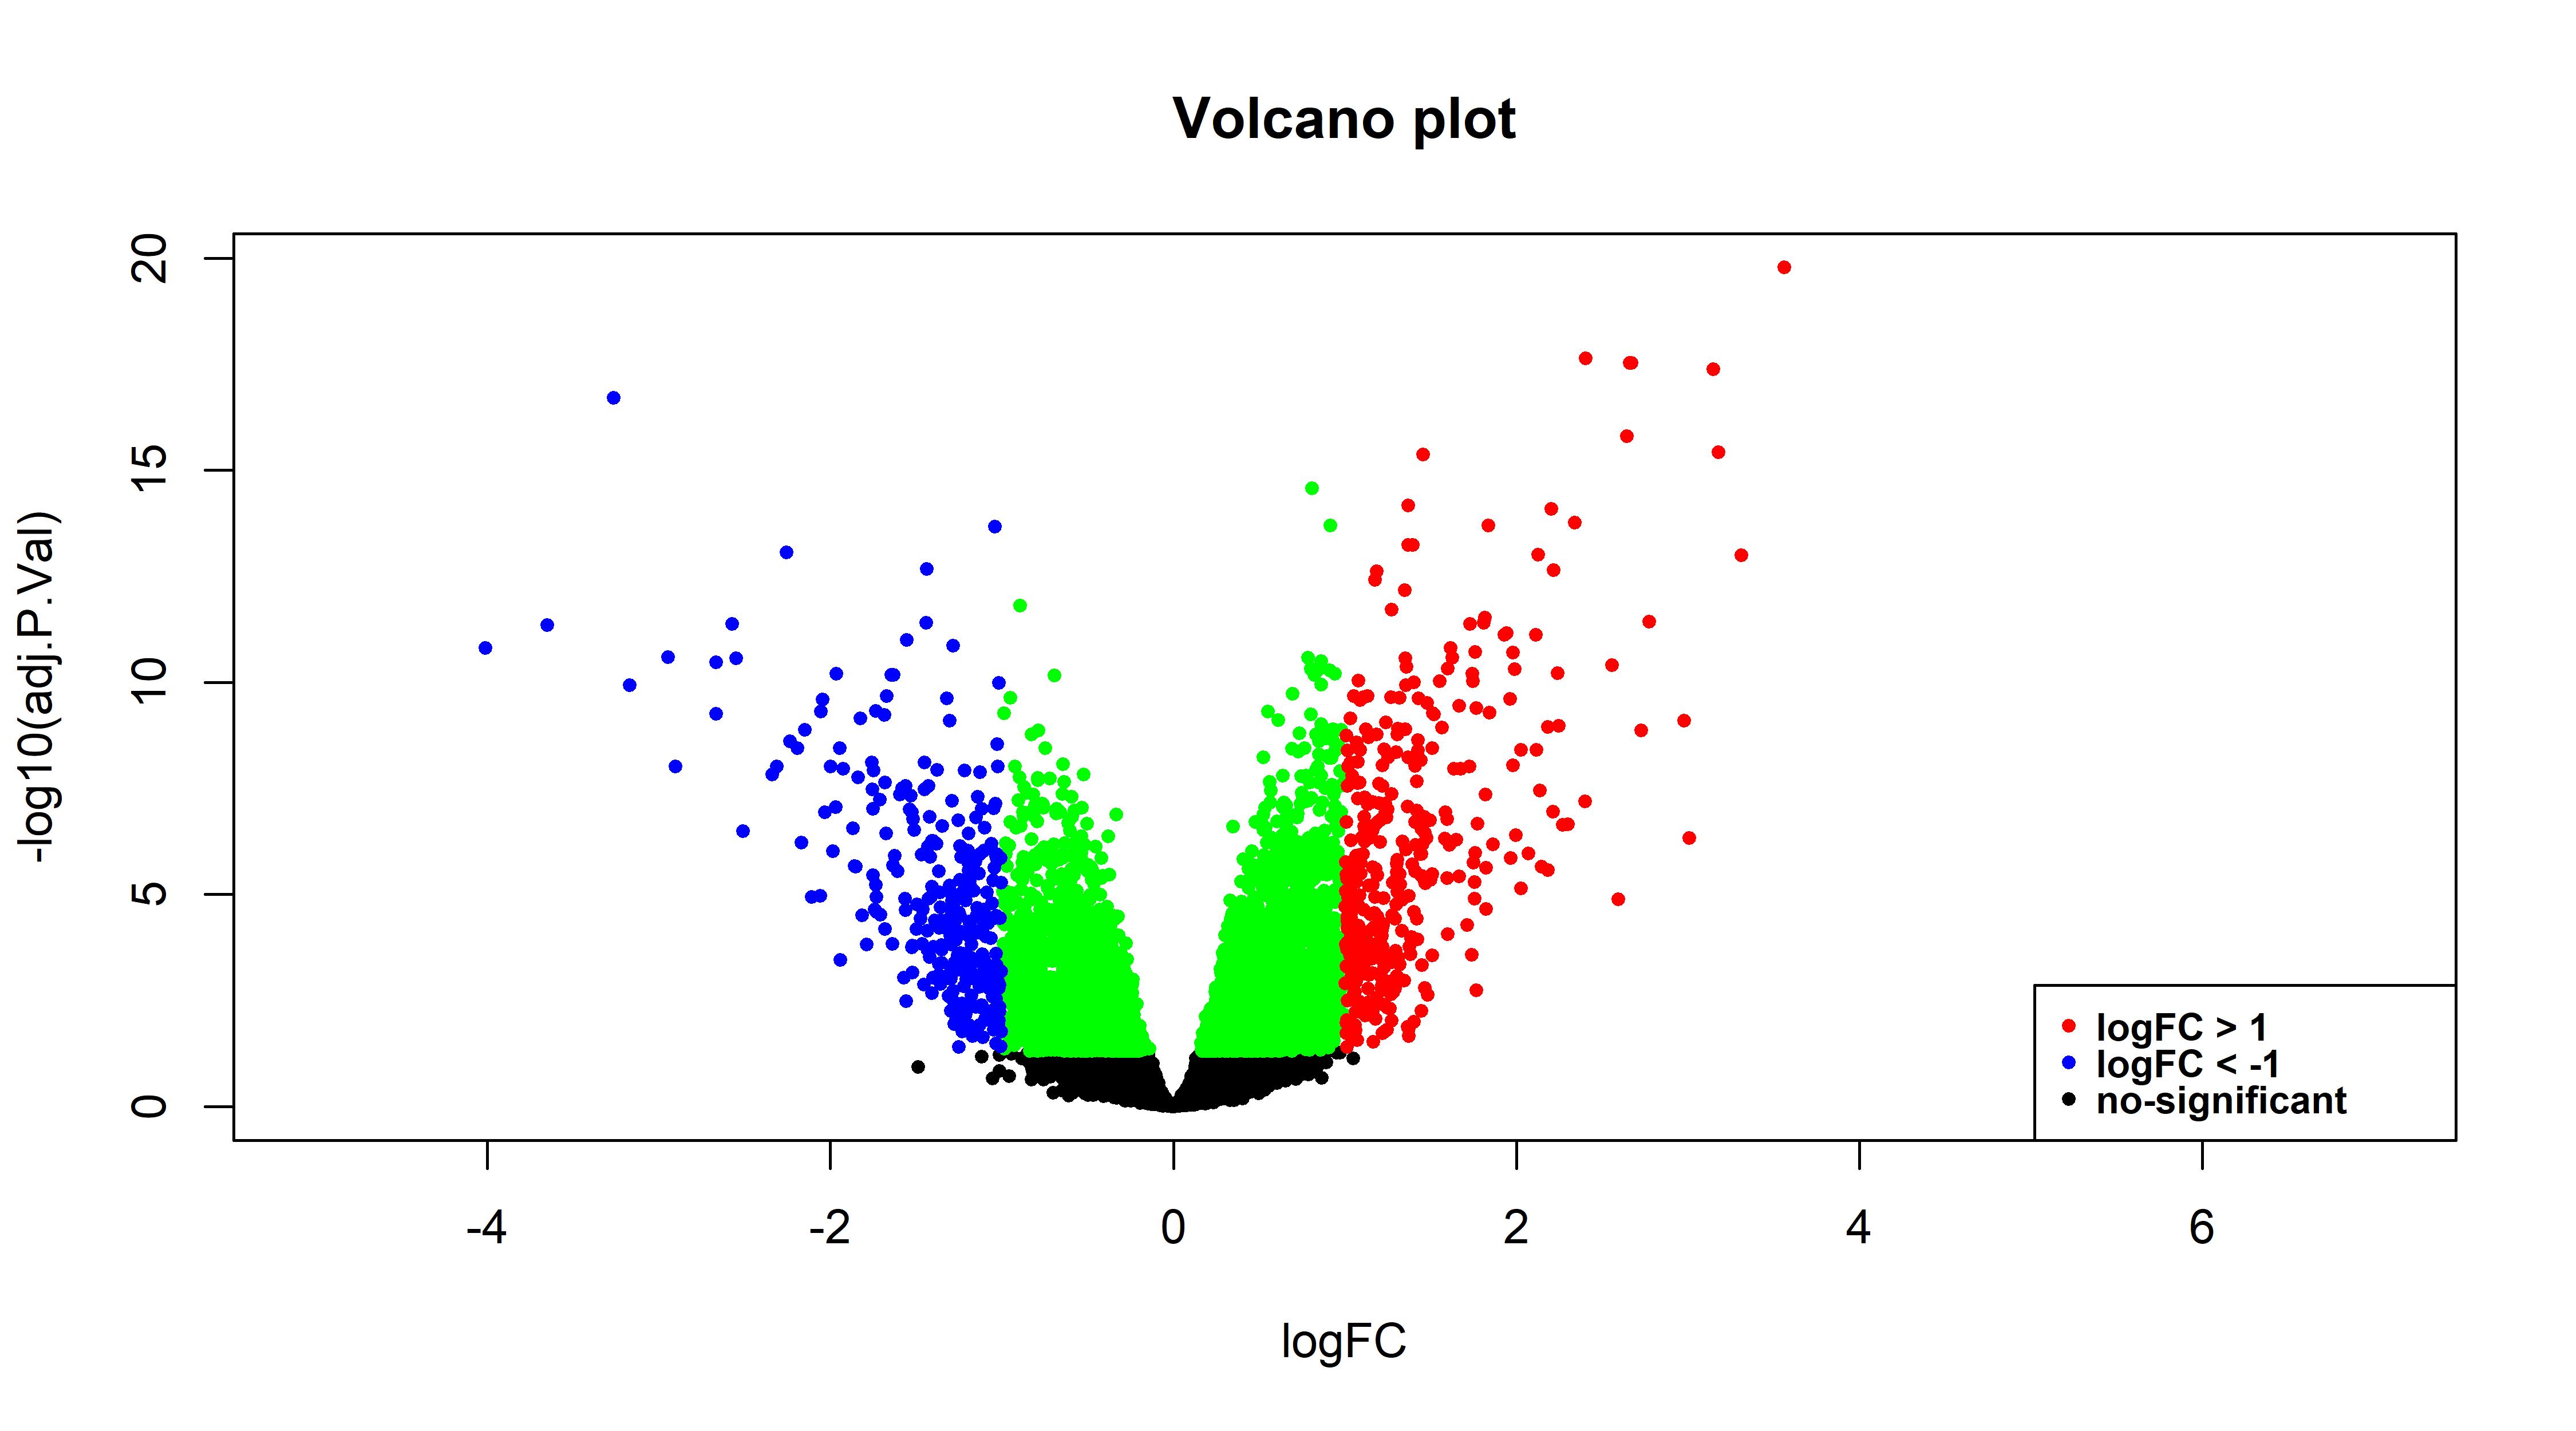 Volcano plot
-log10(adj.P.Val)
20
15
10
5
0
-4 -2 0 2 4 6
logFC
logFC > 1
logFC < -1
no-significant